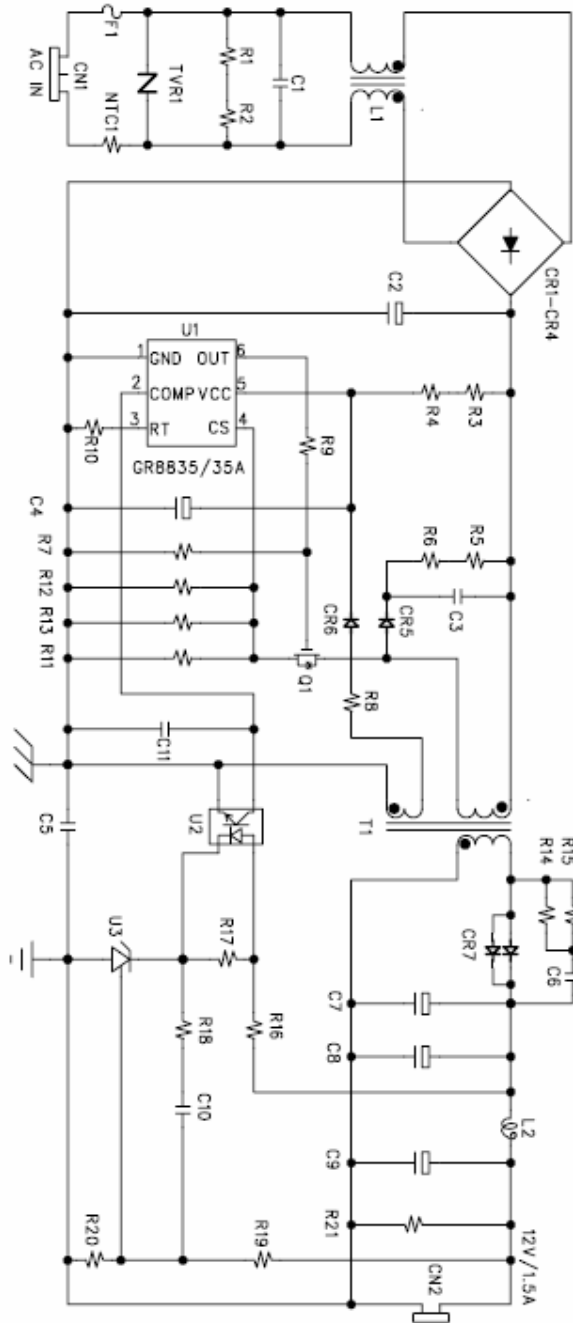 F1
CN1
AC IN
NTC1
TVR1
R1
R2
C1
L1
CR1-CR4
C2
U1
1 GND OUT 6
2 COMP VCC 5
3 RT CS 4
GR8B35/35A
R10
R9
R4
R3
C4
R7
R12
R13
R11
R6
R5
C3
CR6
CR5
Q1
R8
C11
T1
U2
C5
R14
R15
C6
CR7
U3
R17
R18
R16
C10
C7
C8
L2
C9
R21
12V/1.5A
R20
R19
CN2